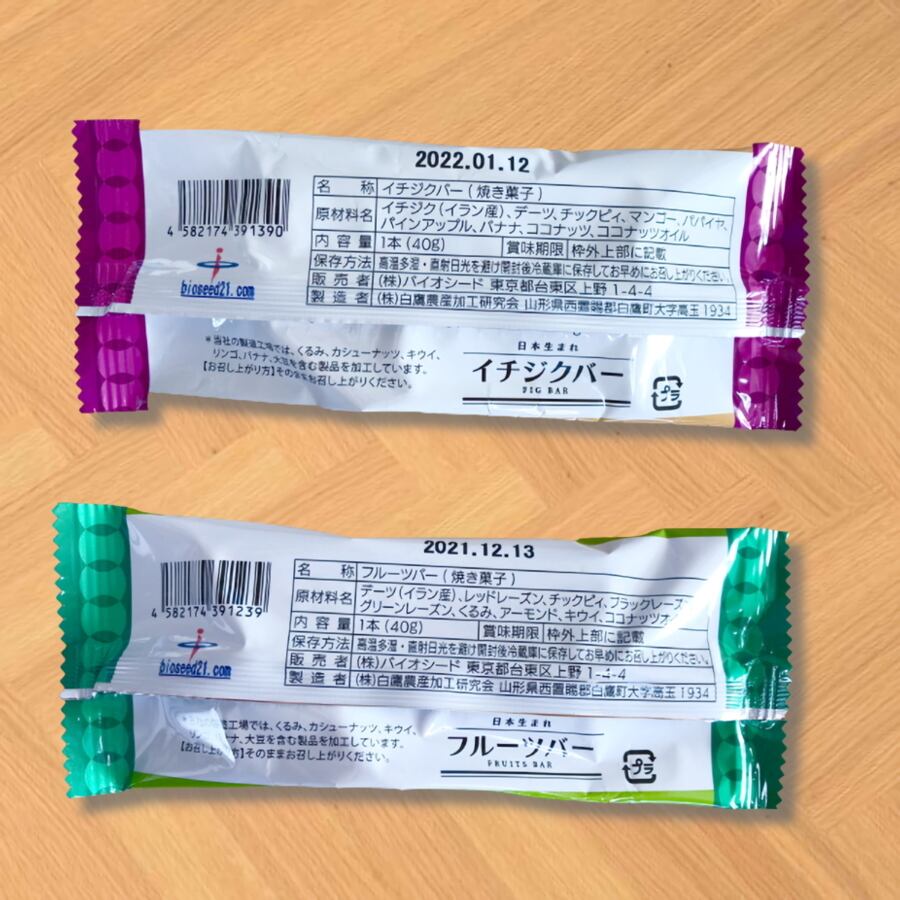 2022.01.12
4 582174 391390
bioseed21.com
名 称 イチジクバー(焼き菓子)
原材料名 イチジク(イラン産)、デーツ、チックピィ、マンゴー、パパイヤ、
パインアップル、バナナ、ココナッツ、ココナッツオイル
内容量 1本(40g) 賞味期限 枠外上部に記載
保存方法 高温多湿・直射日光を避け開封後冷蔵庫に保存してお早めにお召し上がりください。
販売者 (株)バイオシード 東京都台東区上野 1-4-4
製造者 (株)白鷹農産加工研究会 山形県西置賜郡白鷹町大字高玉 1934
*当社の製造工場では、くるみ、カシューナッツ、キウイ、
リンゴ、バナナ、大豆を含む製品を加工しています。
【お召し上がり方】そのままお召し上がりください。
日本生まれ
イチジクバー
FIG BAR
プラ
2021.12.13
4 582174 391239
bioseed21.com
名 称 フルーツバー(焼き菓子)
原材料名 デーツ(イラン産)、レッドレーズン、チックピィ、ブラックレーズ
グリーンレーズン、くるみ、アーモンド、キウイ、ココナッツオ
内容量 1本(40g) 賞味期限 枠外上部に記載
保存方法 高温多湿・直射日光を避け開封後冷蔵庫に保存してお早めにお召し上がりください。
販売者 (株)バイオシード 東京都台東区上野 1-4-4
製造者 (株)白鷹農産加工研究会 山形県西置賜郡白鷹町大字高玉 1934
*当社の製造工場では、くるみ、カシューナッツ、キウイ、
リンゴ、バナナ、大豆を含む製品を加工しています。
【お召し上がり方】そのままお召し上がりください。
日本生まれ
フルーツバー
FRUITS BAR
プラ